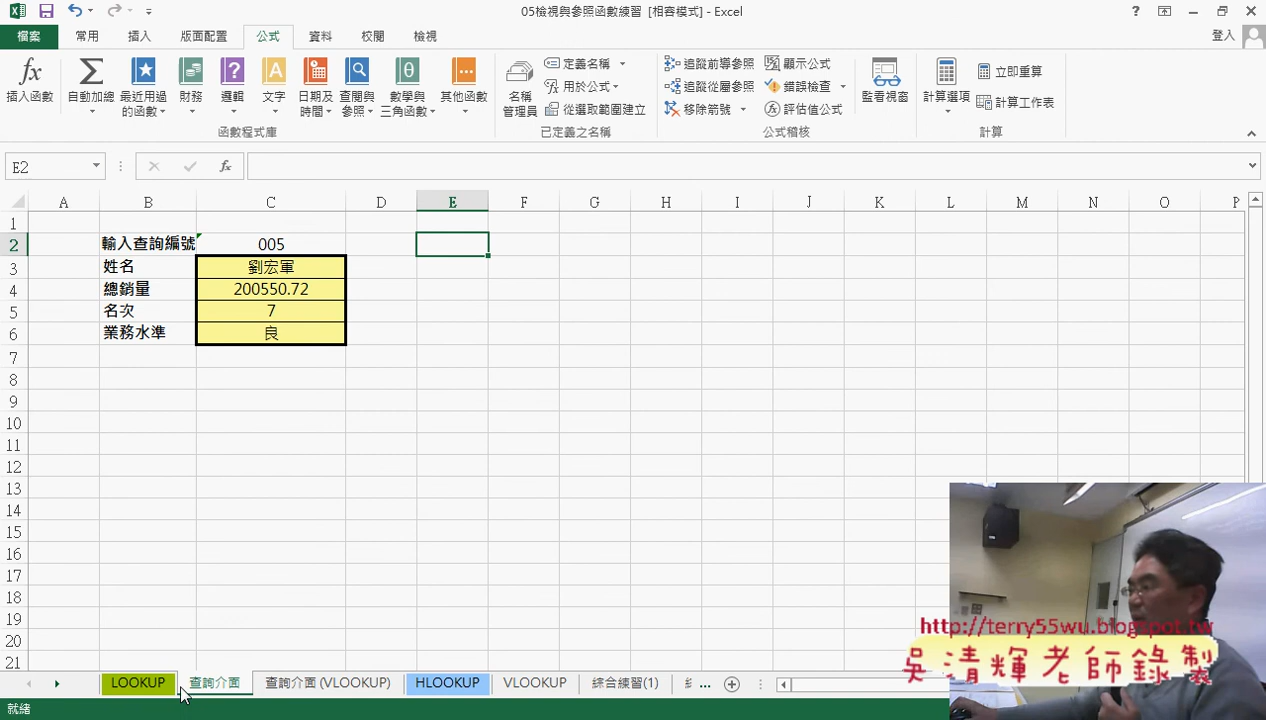 05檢視與參照函數練習 [相容模式] - Excel
檔案 常用 插入 版面配置 公式 資料 校閱 檢視 登入
插入函數 自動加總 最近用過的函數 財務 邏輯 文字 日期及時間 查閱與參照 數學與三角函數 其他函數
函數程式庫
名稱管理員 定義名稱 用於公式 從選取範圍建立
已定義之名稱
追蹤前導參照 追蹤從屬參照 移除箭號 顯示公式 錯誤檢查 評估值公式
公式稽核
監看視窗
計算選項 立即重算 計算工作表
計算
E2
A B C D E F G H I J K L M N O P
1
2 輸入查詢編號 005
3 姓名 劉宏軍
4 總銷量 200550.72
5 名次 7
6 業務水準 良
7
8
9
10
11
12
13
14
15
16
17
18
19
20
21
http://terry55wu.blogspot.tw
吳清輝老師錄製
LOOKUP 查詢介面 查詢介面 (VLOOKUP) HLOOKUP VLOOKUP 綜合練習(1) ...
就緒